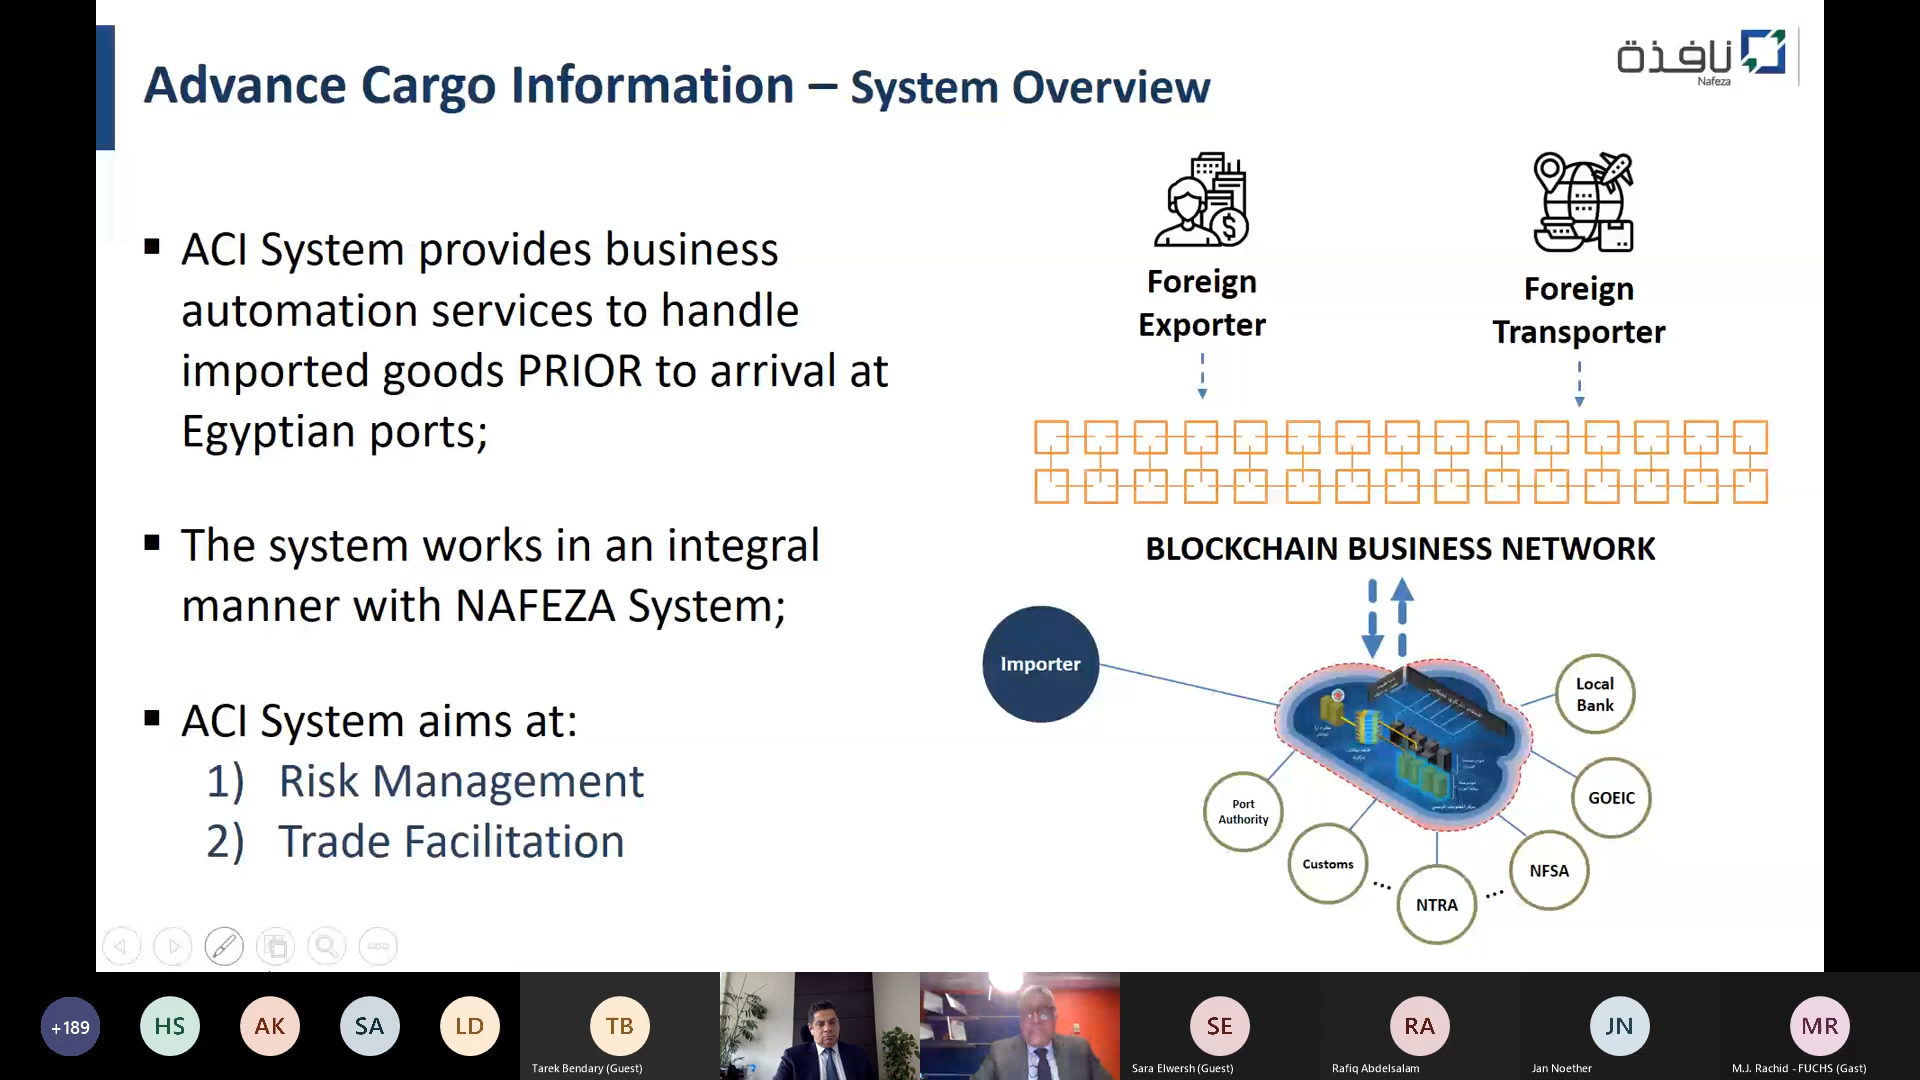 Advance Cargo Information – System Overview
نافذة
Nafeza
▪ ACI System provides business
automation services to handle
imported goods PRIOR to arrival at
Egyptian ports;
▪ The system works in an integral
manner with NAFEZA System;
▪ ACI System aims at:
1) Risk Management
2) Trade Facilitation
Foreign
Exporter
Foreign
Transporter
BLOCKCHAIN BUSINESS NETWORK
Importer
Local
Bank
GOEIC
NFSA
NTRA
Customs
Port
Authority
+189
HS
AK
SA
LD
TB
Tarek Bendary (Guest)
SE
Sara Elwersh (Guest)
RA
Rafiq Abdelsalam
JN
Jan Noether
MR
M.J. Rachid - FUCHS (Gast)